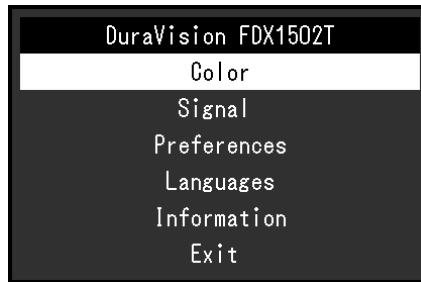 DuraVision FDX1502T
Color
Signal
Preferences
Languages
Information
Exit